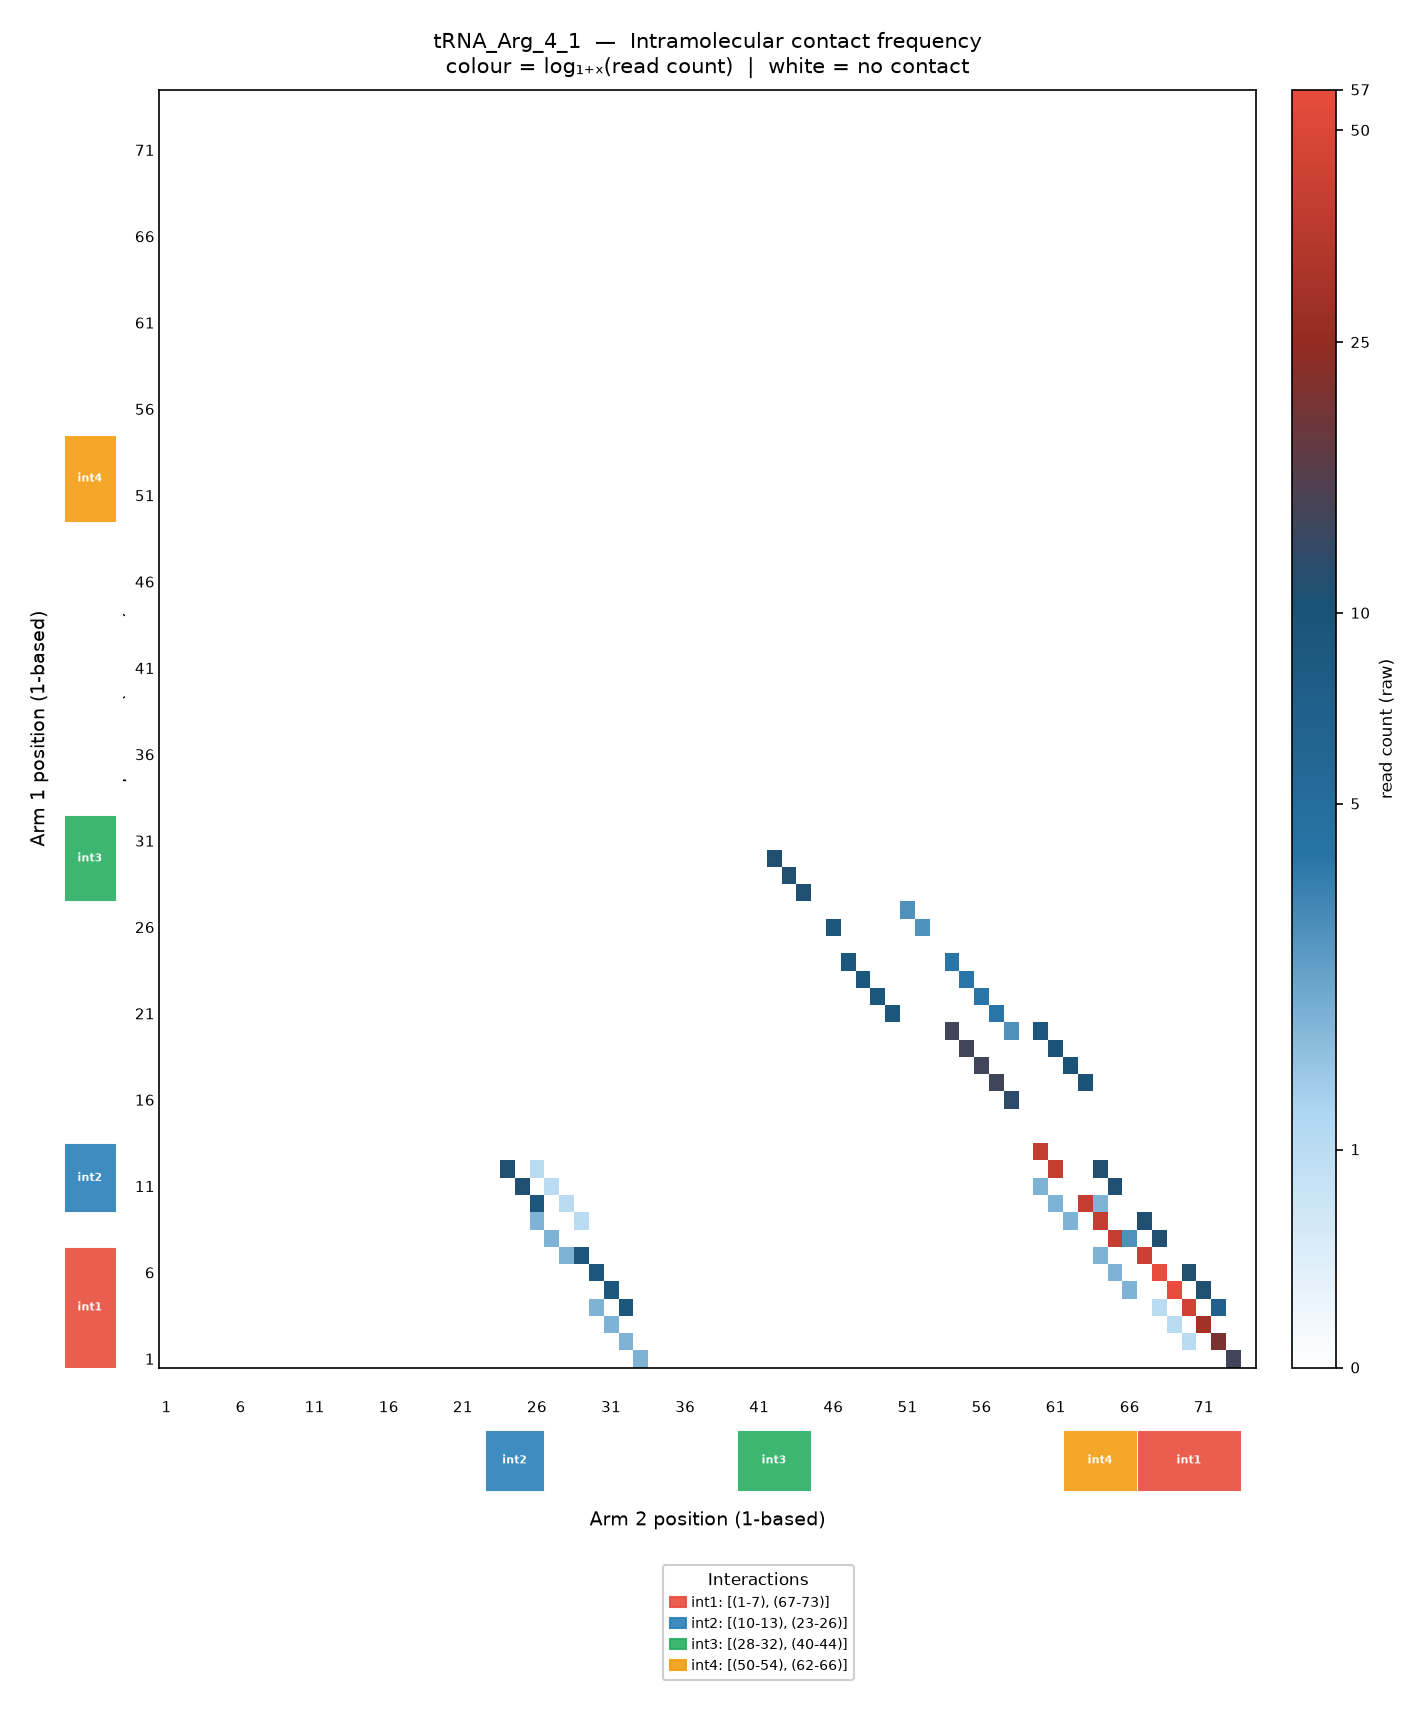 tRNA_Arg_4_1 — Intramolecular contact frequency
colour = log₁₊ₓ(read count) | white = no contact
71
66
61
56
51
46
41
36
31
26
21
16
11
6
1
int4
int3
int2
int1
Arm 1 position (1-based)
1 6 11 16 21 26 31 36 41 46 51 56 61 66 71
int2 int3 int4 int1
Arm 2 position (1-based)
57
50
25
10
5
1
0
read count (raw)
Interactions
int1: [(1-7), (67-73)]
int2: [(10-13), (23-26)]
int3: [(28-32), (40-44)]
int4: [(50-54), (62-66)]